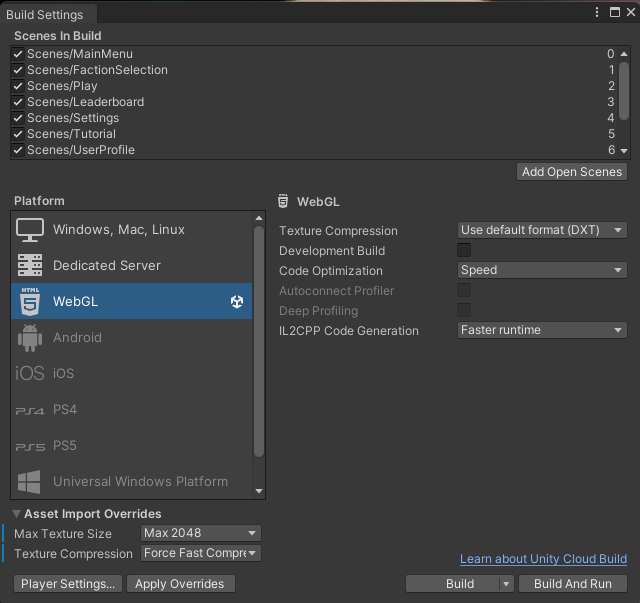 Build Settings
Scenes In Build
Scenes/MainMenu 0
Scenes/FactionSelection 1
Scenes/Play 2
Scenes/Leaderboard 3
Scenes/Settings 4
Scenes/Tutorial 5
Scenes/UserProfile 6
Add Open Scenes
Platform
Windows, Mac, Linux
Dedicated Server
HTML 5 WebGL
Android
iOS iOS
PS4 PS4
PS5 PS5
Universal Windows Platform
5 WebGL
Texture Compression Use default format (DXT)
Development Build
Code Optimization Speed
Autoconnect Profiler
Deep Profiling
IL2CPP Code Generation Faster runtime
Asset Import Overrides
Max Texture Size Max 2048
Texture Compression Force Fast Compre
Learn about Unity Cloud Build
Player Settings... Apply Overrides Build Build And Run